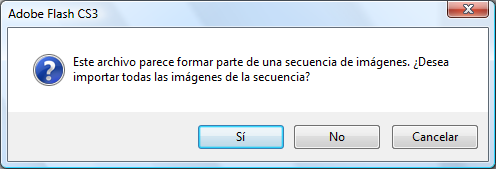 Adobe Flash CS3
Este archivo parece formar parte de una secuencia de imágenes. ¿Desea
importar todas las imágenes de la secuencia?
Sí
No
Cancelar